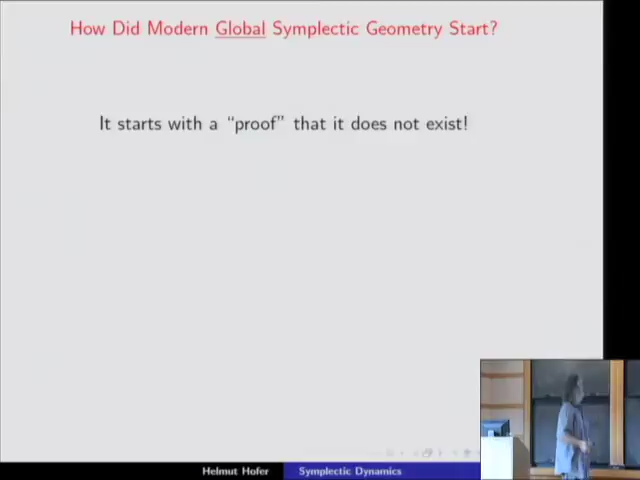 How Did Modern Global Symplectic Geometry Start?
It starts with a “proof” that it does not exist!
Helmut Hofer Symplectic Dynamics